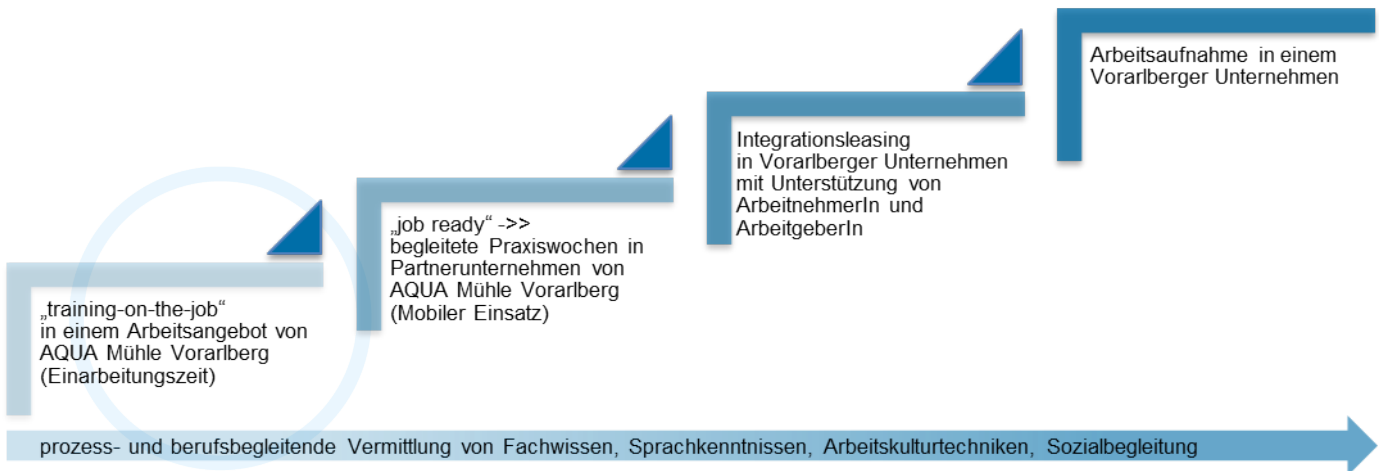 „training-on-the-job“
in einem Arbeitsangebot von
AQUA Mühle Vorarlberg
(Einarbeitungszeit)
„job ready“ ->>
begleitete Praxiswochen in
Partnerunternehmen von
AQUA Mühle Vorarlberg
(Mobiler Einsatz)
Integrationsleasing
in Vorarlberger Unternehmen
mit Unterstützung von
ArbeitnehmerIn und
ArbeitgeberIn
Arbeitsaufnahme in einem
Vorarlberger Unternehmen
prozess- und berufsbegleitende Vermittlung von Fachwissen, Sprachkenntnissen, Arbeitskulturtechniken, Sozialbegleitung